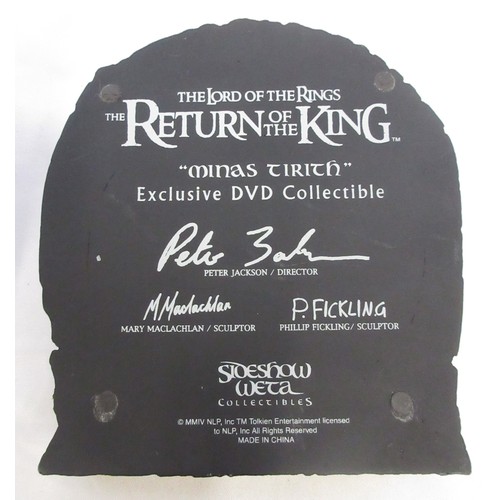 THE LORD OF THE RINGS
THE RETURN OF THE KING™
"MINAS TIRITH"
Exclusive DVD Collectible
Peter Jackson
PETER JACKSON / DIRECTOR
M Maclachlan
P. FICKLING
MARY MACLACHLAN / SCULPTOR
PHILLIP FICKLING / SCULPTOR
SIDESHOW
WETA
COLLECTIBLES
© MMIV NLP, Inc TM Tolkien Entertainment licensed
to NLP, Inc All Rights Reserved
MADE IN CHINA